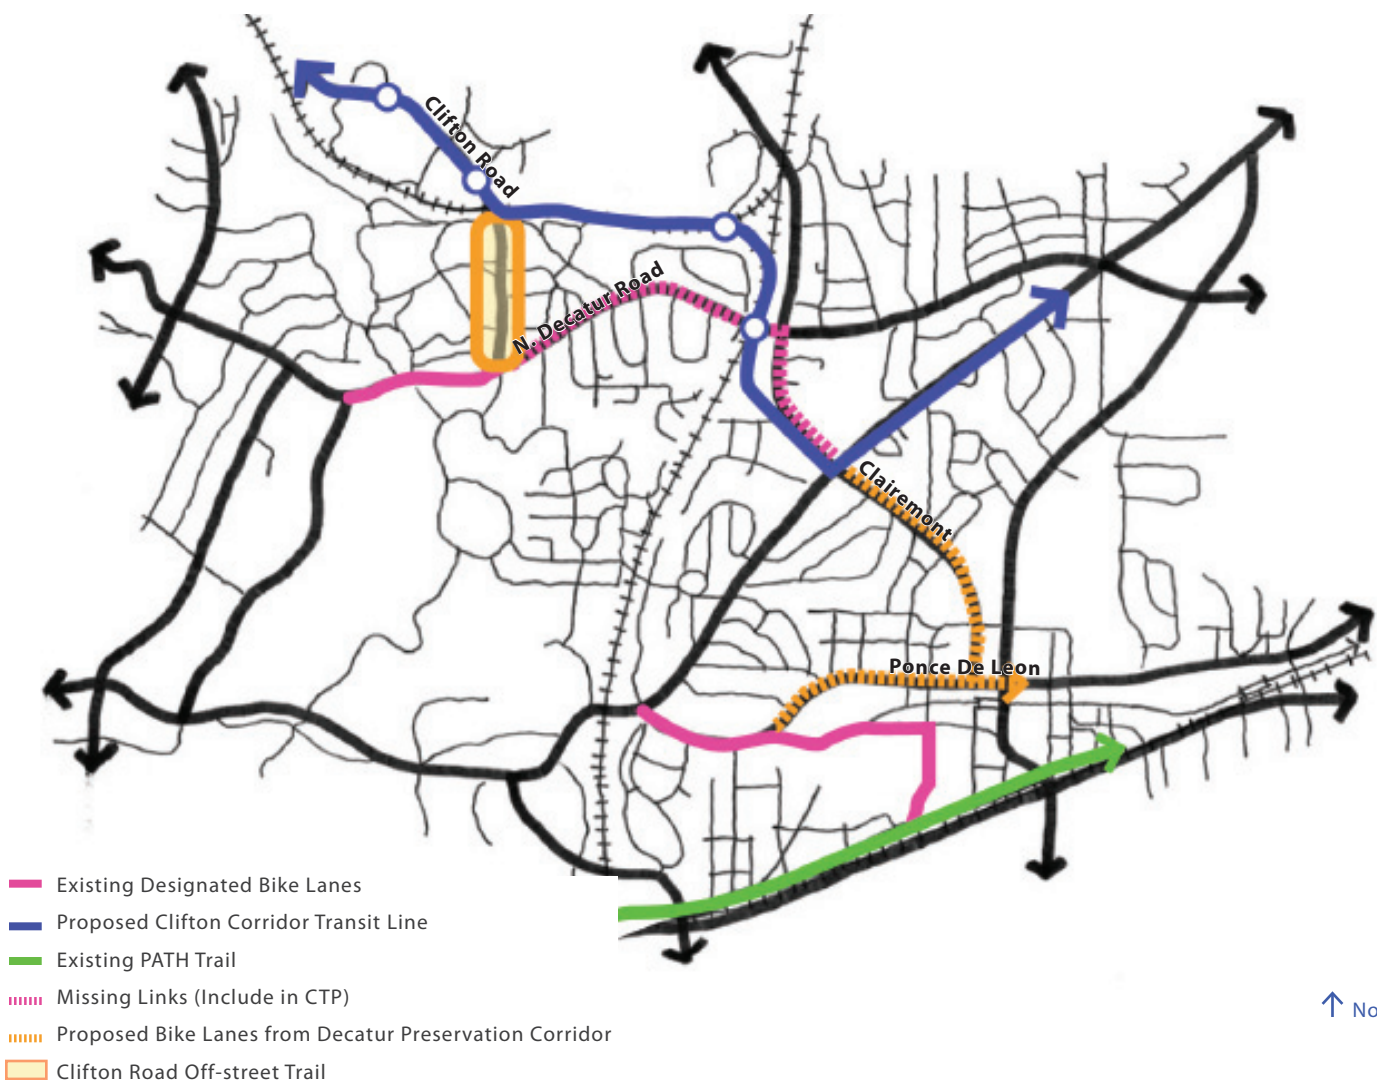 Clifton Road
N. Decatur Road
Clairemont
Ponce De Leon
Existing Designated Bike Lanes
Proposed Clifton Corridor Transit Line
Existing PATH Trail
Missing Links (Include in CTP)
Proposed Bike Lanes from Decatur Preservation Corridor
Clifton Road Off-street Trail
↑ No